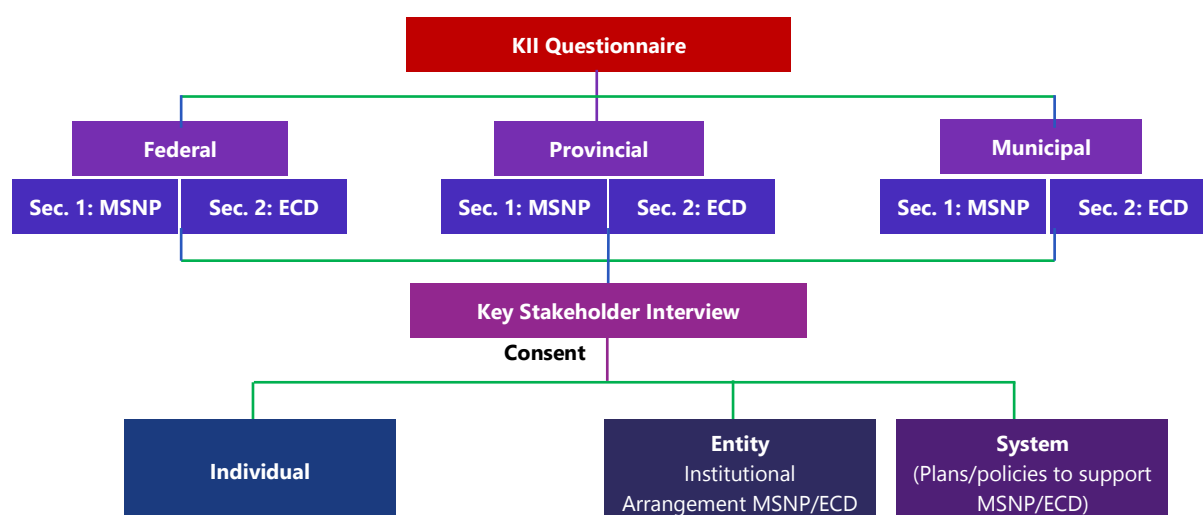 KII Questionnaire
Federal
Provincial
Municipal
Sec. 1: MSNP
Sec. 2: ECD
Sec. 1: MSNP
Sec. 2: ECD
Sec. 1: MSNP
Sec. 2: ECD
Key Stakeholder Interview
Consent
Individual
Entity
Institutional
Arrangement MSNP/ECD
System
(Plans/policies to support
MSNP/ECD)